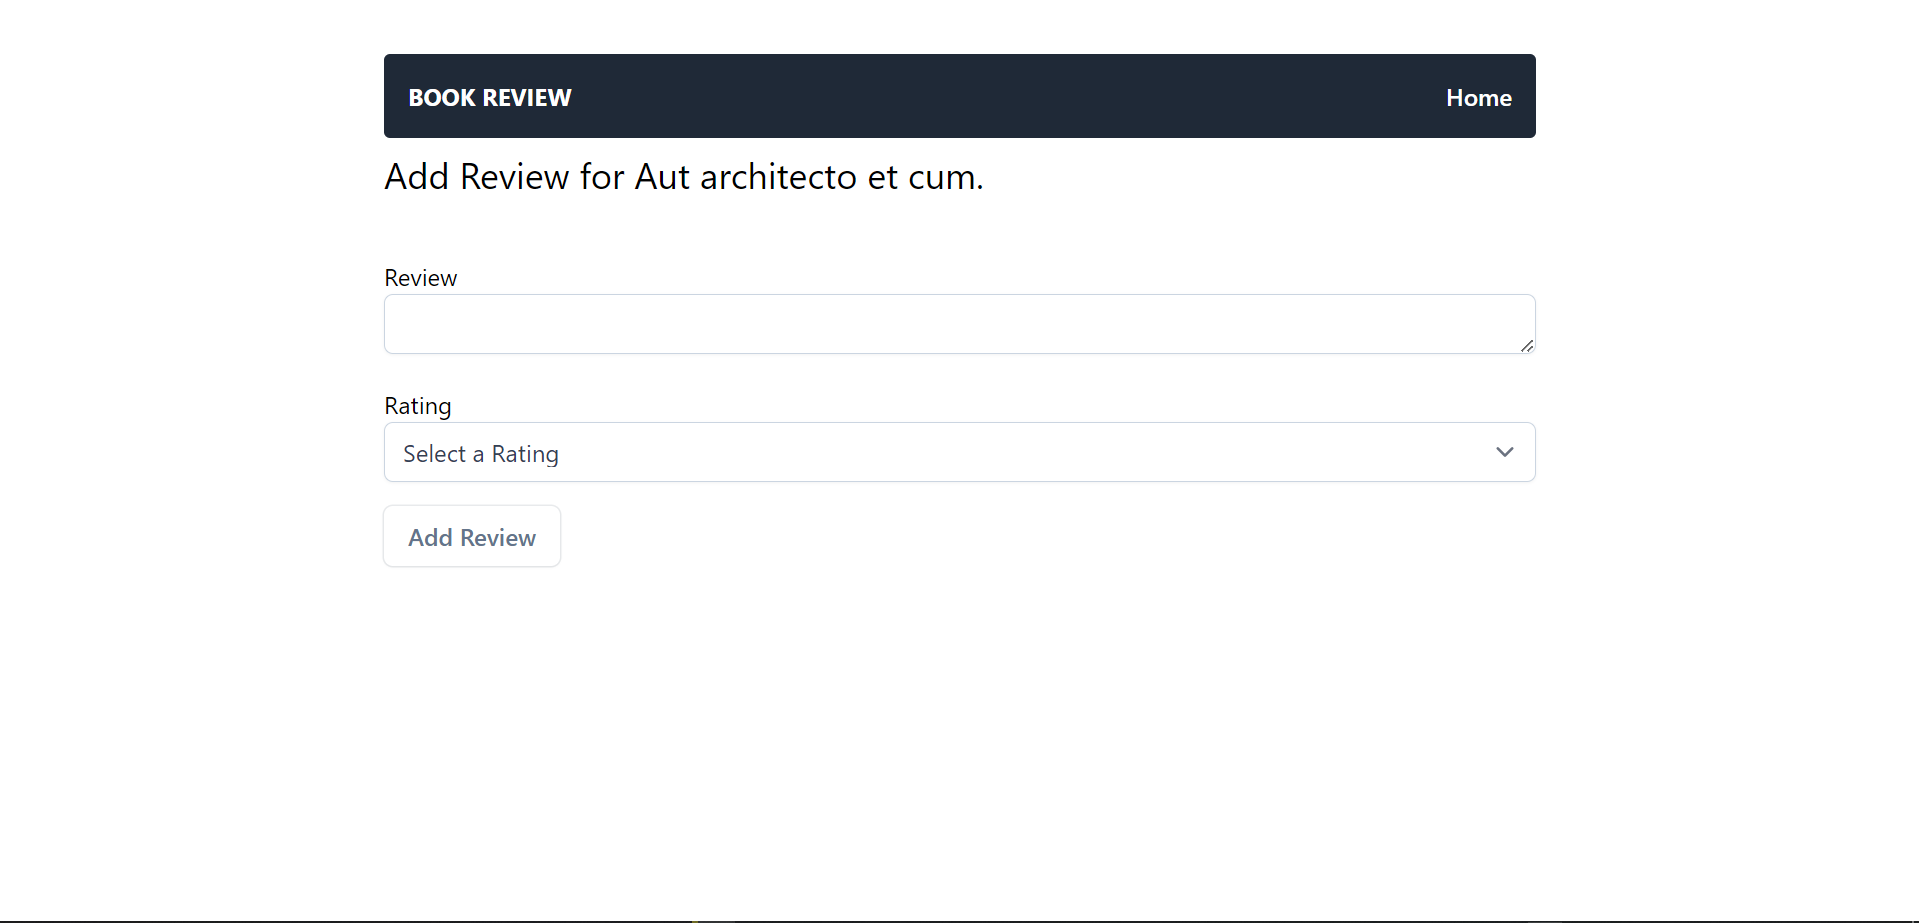 BOOK REVIEW
Home
Add Review for Aut architecto et cum.
Review
Rating
Select a Rating
Add Review